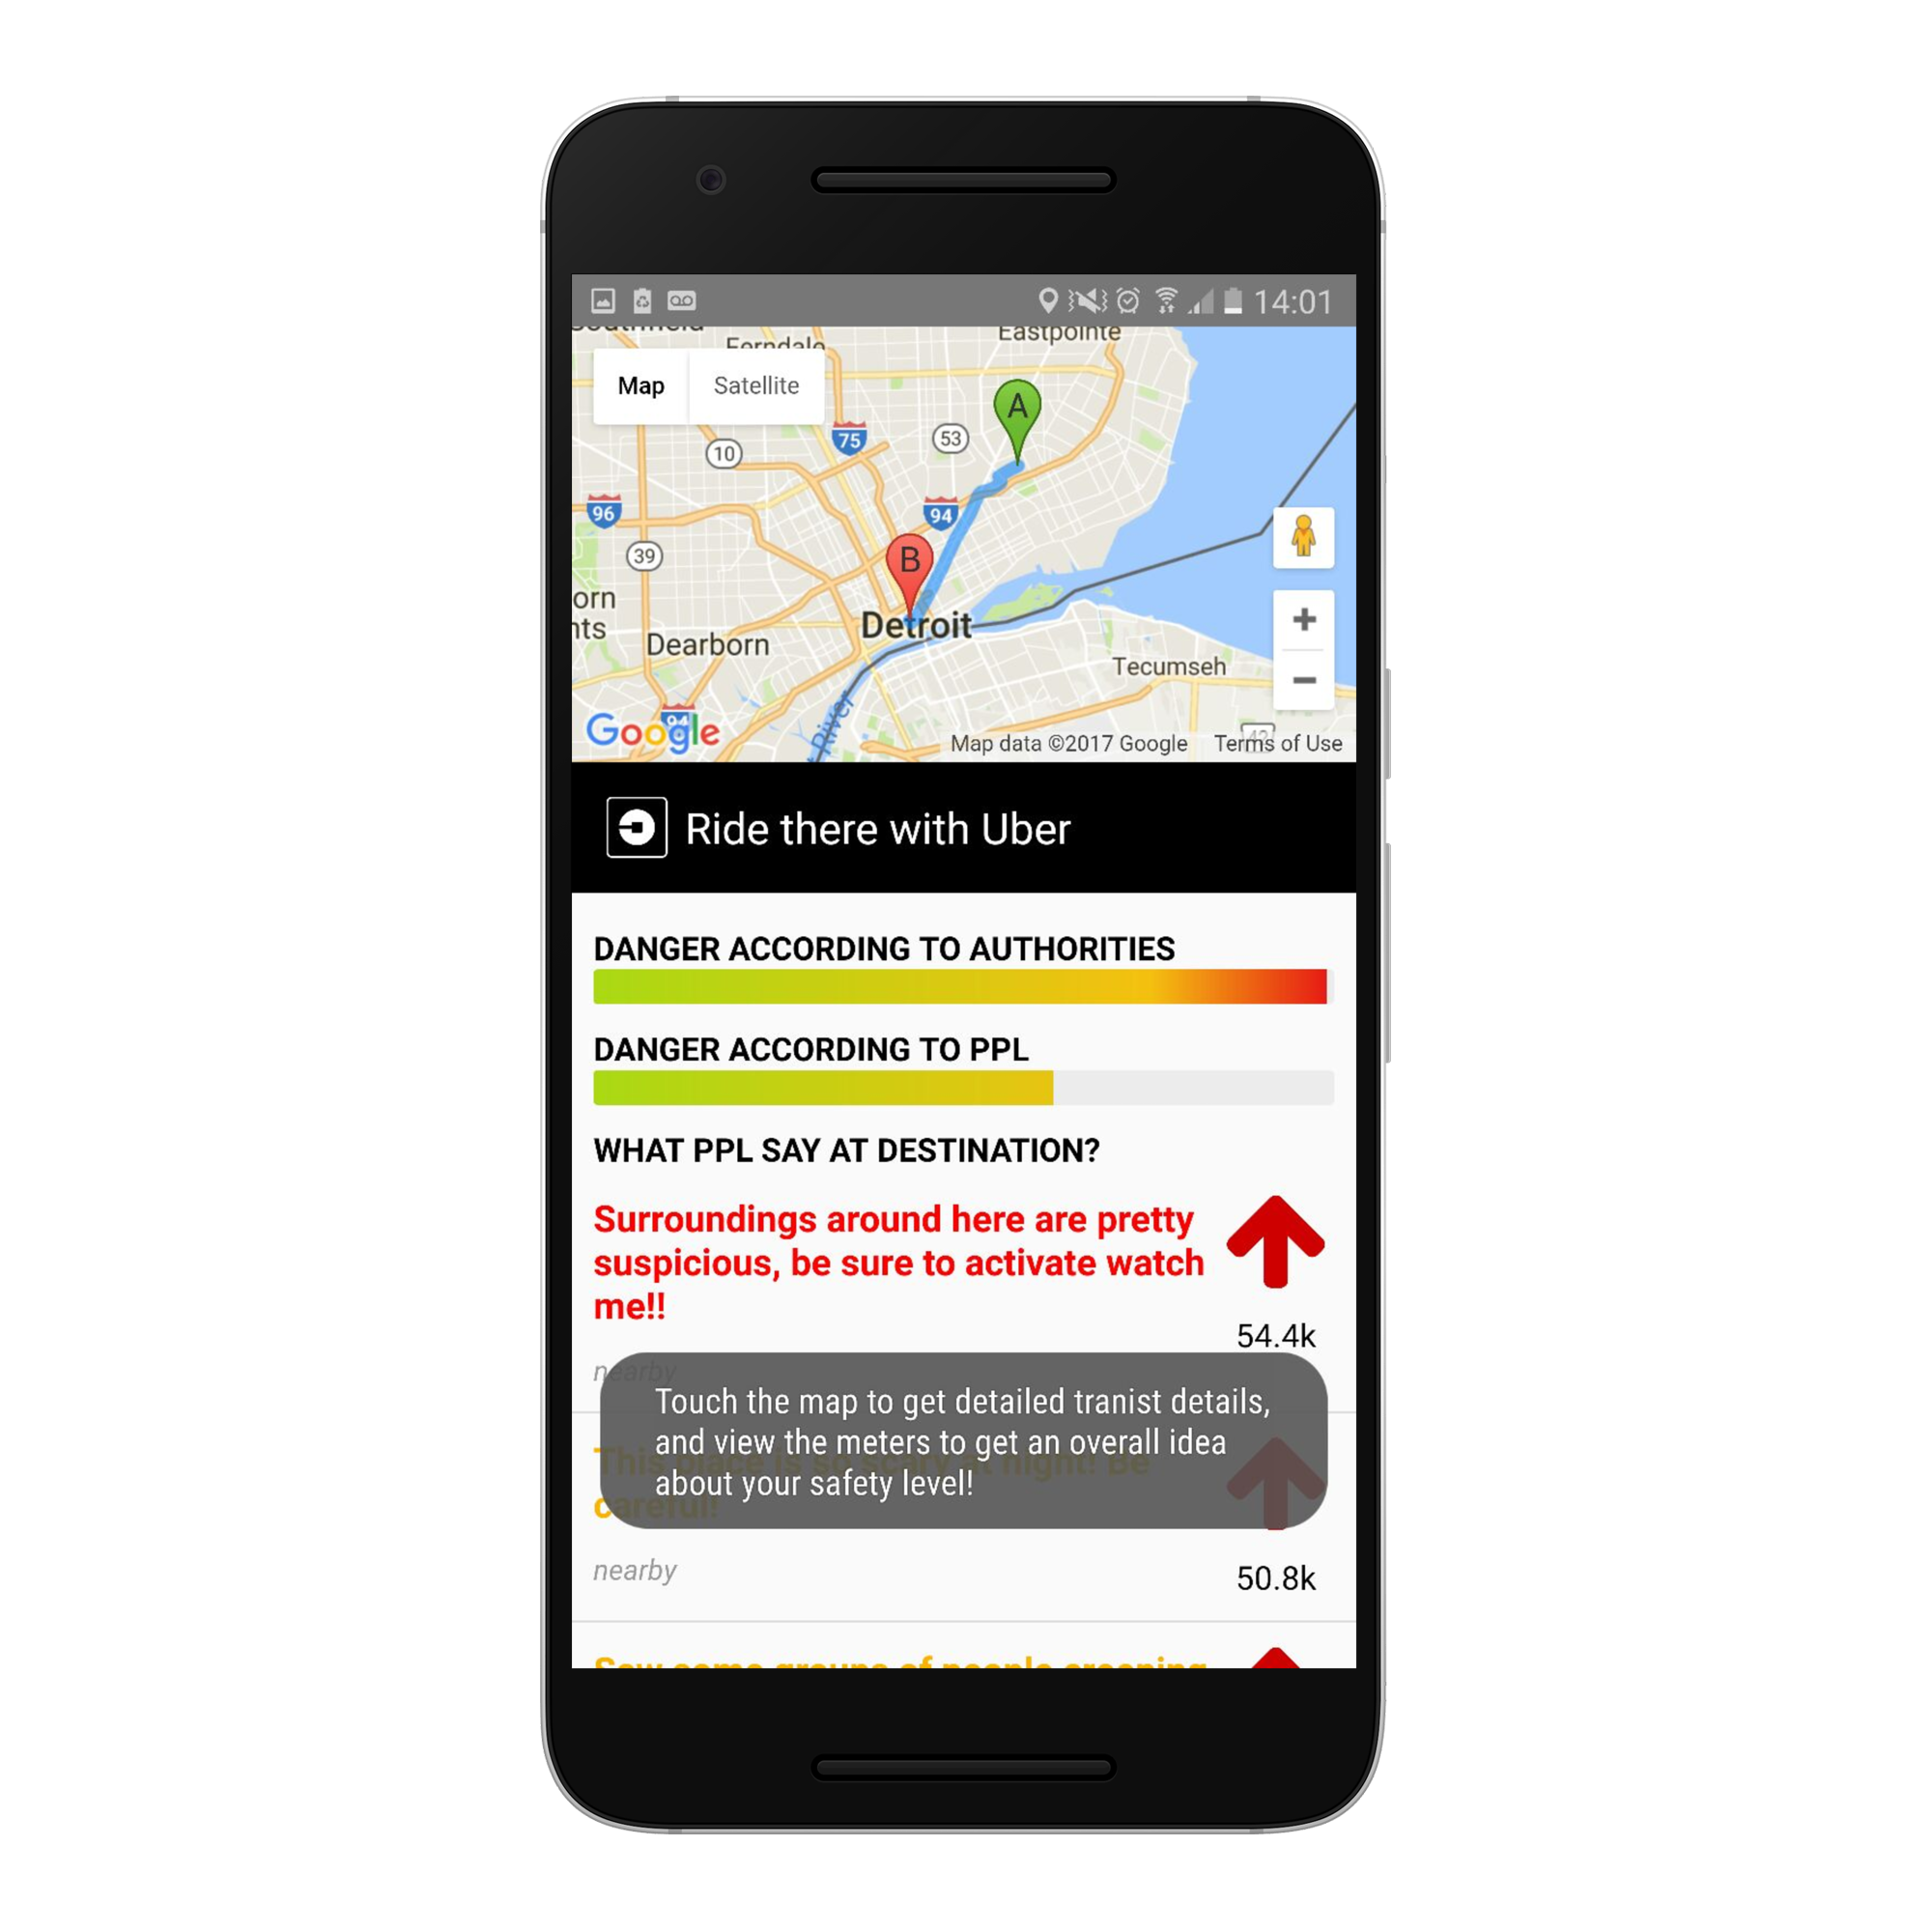 14:01
Southfield
Ferndale
Eastpointe
Map
Satellite
A
75
53
10
96
94
39
B
orn
nts
Detroit
Dearborn
Tecumseh
+
−
94
River
42
Google
Map data ©2017 Google
Terms of Use
Ride there with Uber
DANGER ACCORDING TO AUTHORITIES
DANGER ACCORDING TO PPL
WHAT PPL SAY AT DESTINATION?
Surroundings around here are pretty
suspicious, be sure to activate watch
me!!
54.4k
nearby
Touch the map to get detailed tranist details,
and view the meters to get an overall idea
about your safety level!
This place is so scary at night! Be
careful!
nearby
50.8k
Saw some groups of people creeping